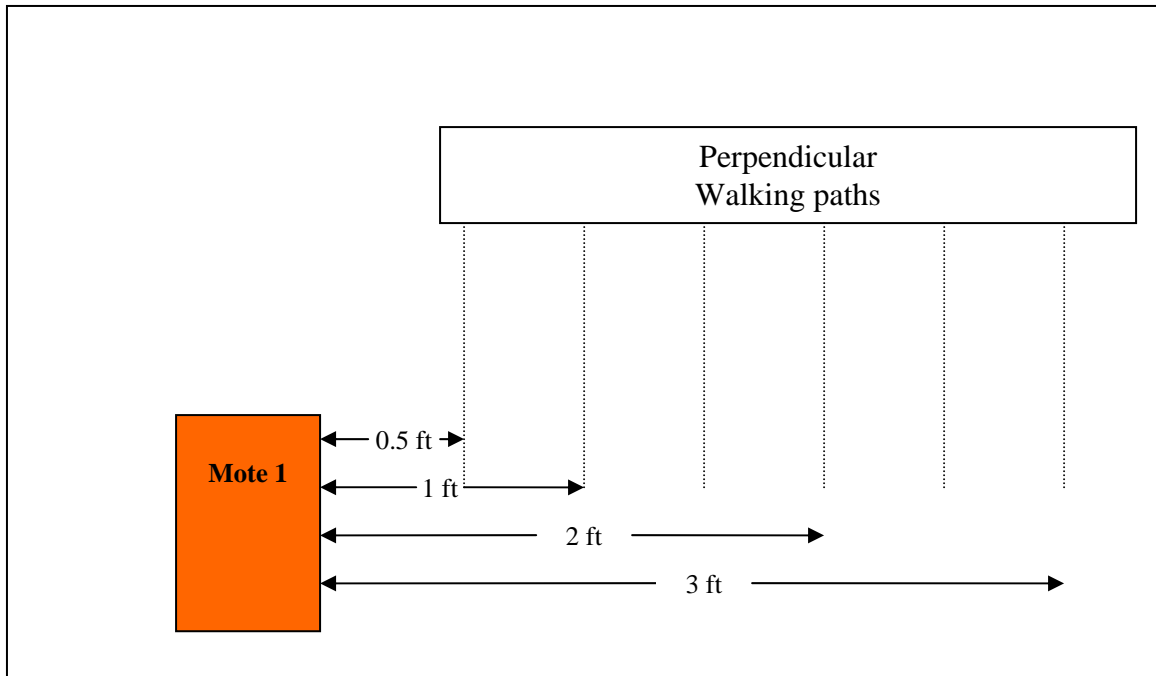 Perpendicular
Walking paths
0.5 ft
Mote 1
1 ft
2 ft
3 ft